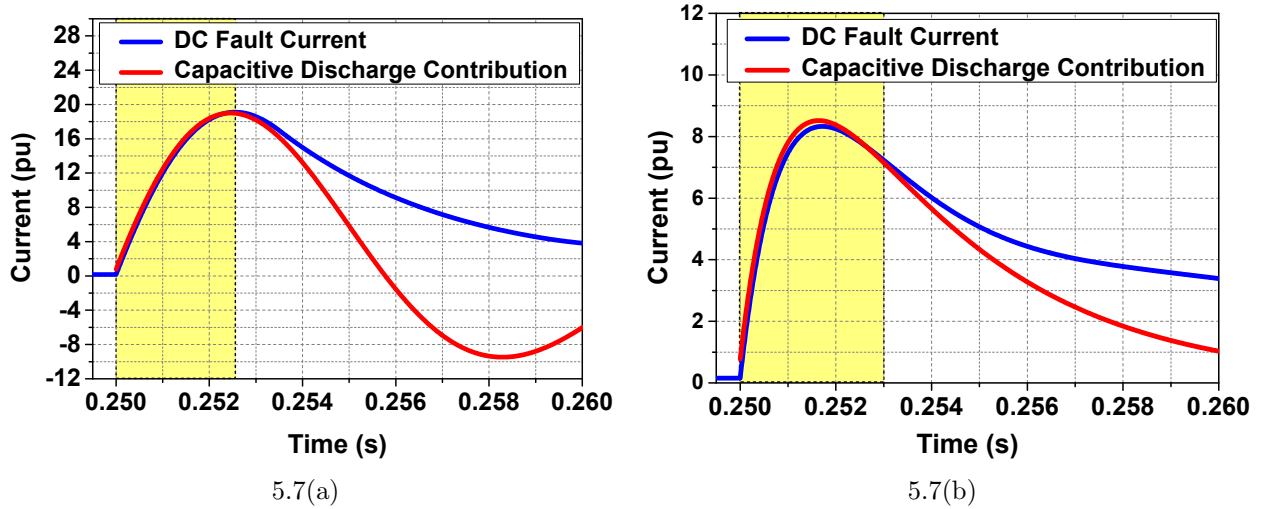 DC Fault Current
Capacitive Discharge Contribution
28
24
20
16
12
8
4
0
-4
-8
-12
Current (pu)
0.250 0.252 0.254 0.256 0.258 0.260
Time (s)
5.7(a)
DC Fault Current
Capacitive Discharge Contribution
12
10
8
6
4
2
0
Current (pu)
0.250 0.252 0.254 0.256 0.258 0.260
Time (s)
5.7(b)